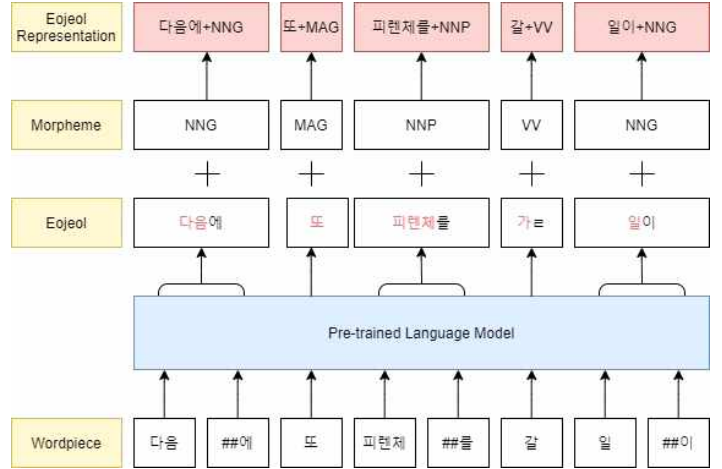 Eojeol Representation 다음에+NNG 또+MAG 피렌체를+NNP 갈+VV 일이+NNG
Morpheme NNG MAG NNP VV NNG
+ + + + +
Eojeol 다음에 또 피렌체를 가ㄹ 일이
Pre-trained Language Model
Wordpiece 다음 ##에 또 피렌체 ##를 갈 일 ##이